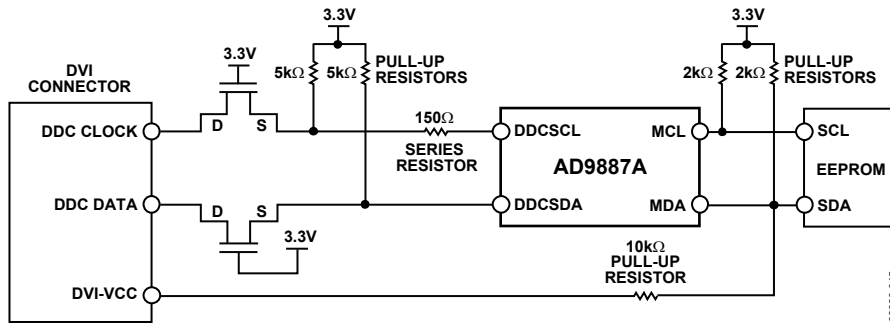 3.3V
3.3V
3.3V
DVI
CONNECTOR
5kΩ
5kΩ
PULL-UP
RESISTORS
2kΩ
2kΩ
PULL-UP
RESISTORS
DDC CLOCK
D
S
150Ω
SERIES
RESISTOR
DDCSCL
MCL
SCL
AD9887A
EEPROM
DDC DATA
D
S
DDCSDA
MDA
SDA
3.3V
10kΩ
PULL-UP
RESISTOR
DVI-VCC